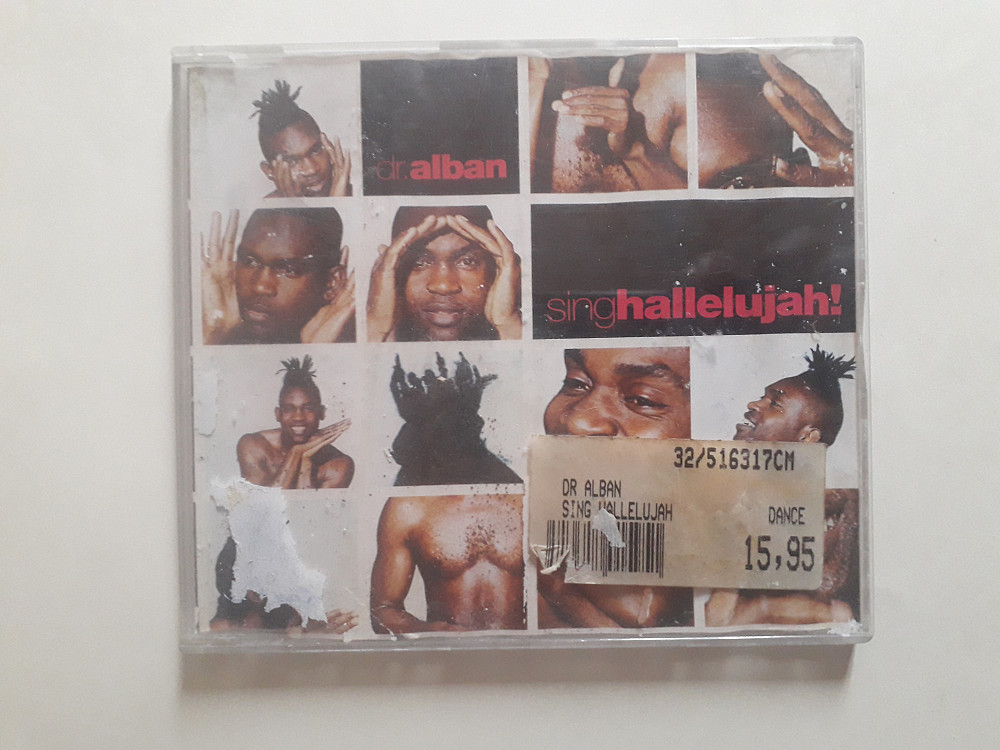 dr.alban
singhallelujah!
32/516317CM
DR ALBAN
SING HALLELUJAH
DANCE
15,95